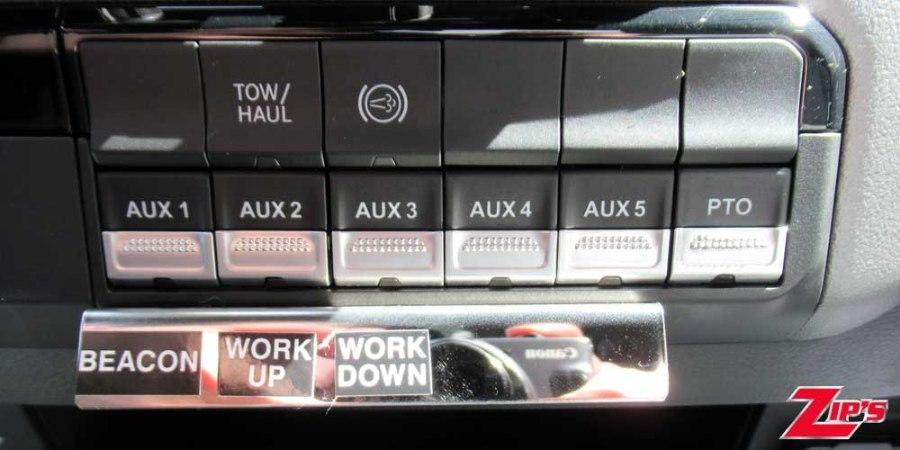 TOW/
HAUL
AUX 1 AUX 2 AUX 3 AUX 4 AUX 5 PTO
BEACON WORK UP WORK DOWN
Canon
ZIP'S